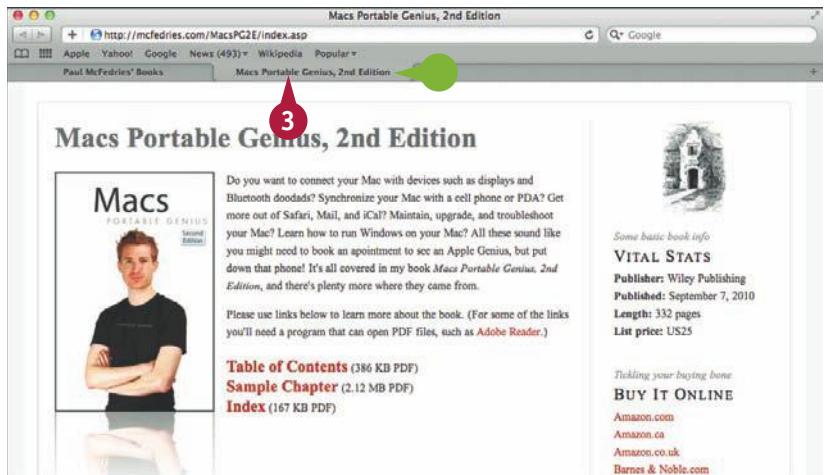 Macs Portable Genius, 2nd Edition
http://mcfedries.com/MacsPG2E/index.asp
Google
Apple Yahoo! Google News (493) Wikipedia Popular
Paul McFedries' Books
Macs Portable Genius, 2nd Edition
3
Macs Portable Genius, 2nd Edition
Macs
PORTABLE GENIUS
Second
Edition
Do you want to connect your Mac with devices such as displays and
Bluetooth doodads? Synchronize your Mac with a cell phone or PDA? Get
more out of Safari, Mail, and iCal? Maintain, upgrade, and troubleshoot
your Mac? Learn how to run Windows on your Mac? All these sound like
you might need to book an apointment to see an Apple Genius, but put
down that phone! It's all covered in my book Macs Portable Genius, 2nd
Edition, and there's plenty more where they came from.
Please use links below to learn more about the book. (For some of the links
you'll need a program that can open PDF files, such as Adobe Reader.)
Table of Contents (386 KB PDF)
Sample Chapter (2.12 MB PDF)
Index (167 KB PDF)
Some basic book info
VITAL STATS
Publisher: Wiley Publishing
Published: September 7, 2010
Length: 332 pages
List price: US25
Tickling your buying bone
BUY IT ONLINE
Amazon.com
Amazon.ca
Amazon.co.uk
Barnes & Noble.com